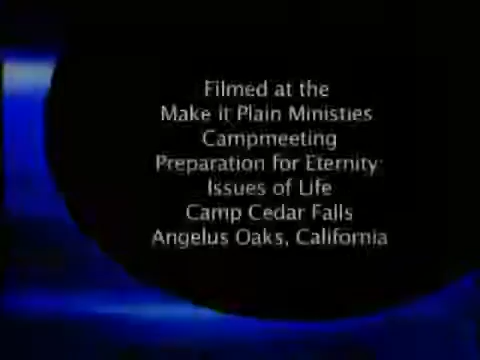 Filmed at the
Make it Plain Ministies
Campmeeting
Preparation for Eternity:
Issues of Life
Camp Cedar Falls
Angelus Oaks, California